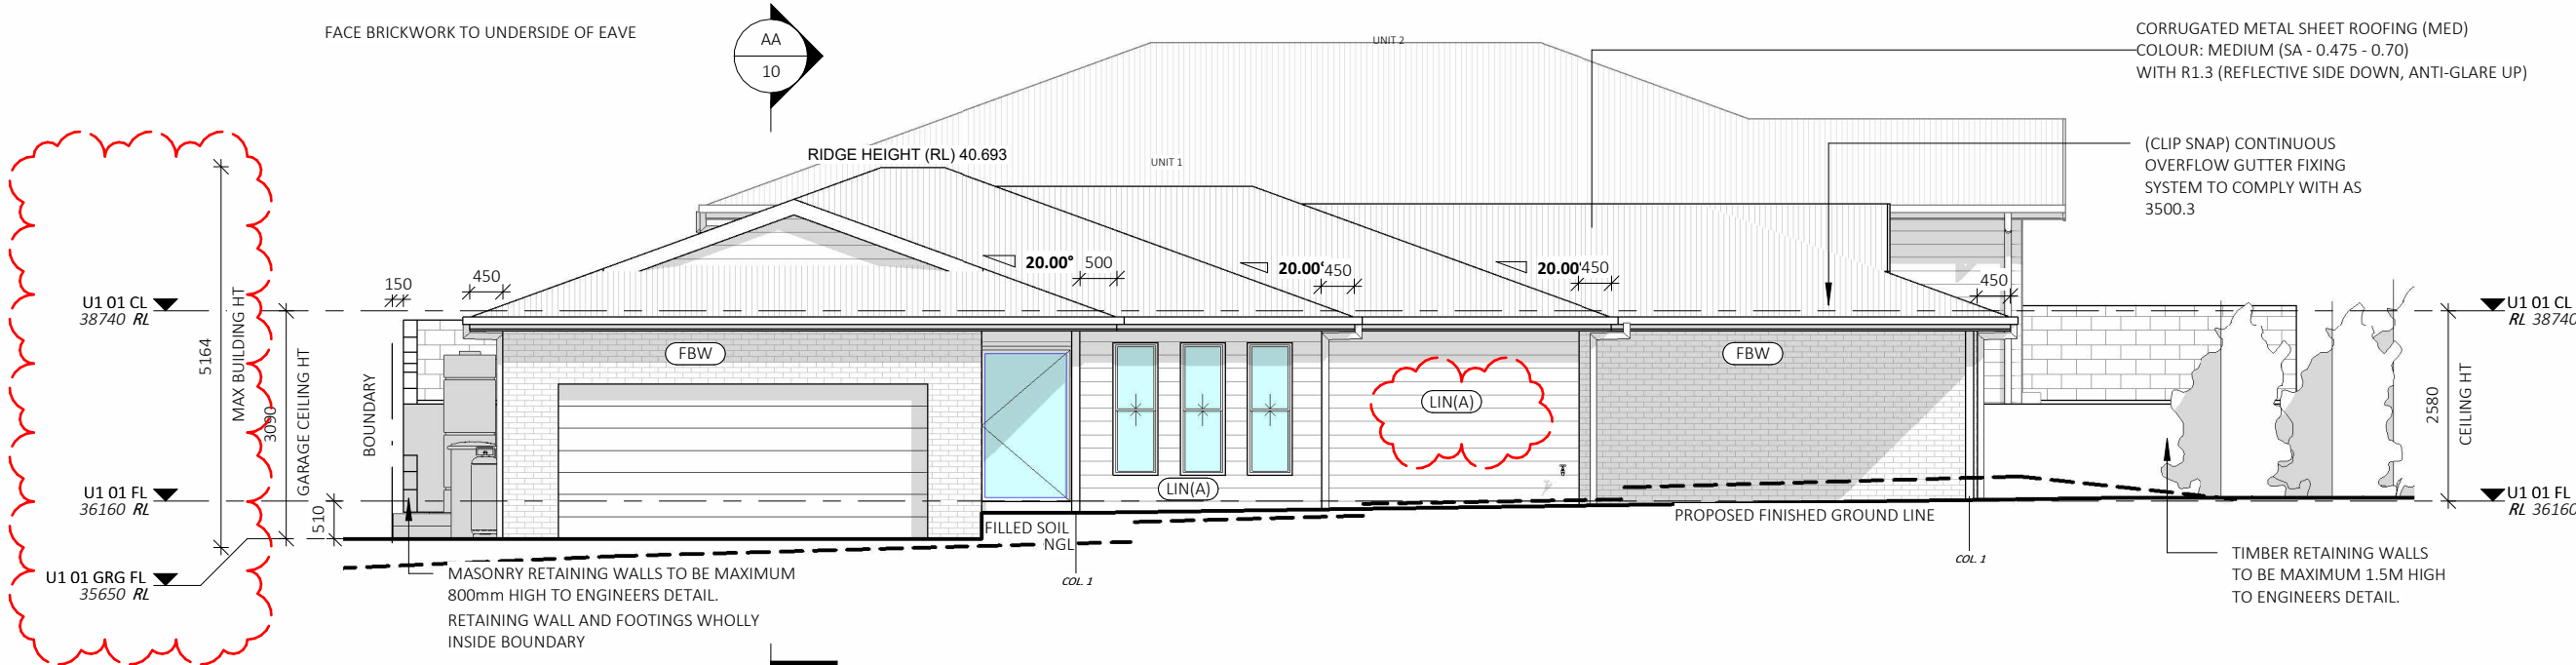 FACE BRICKWORK TO UNDERSIDE OF EAVE
AA
10
UNIT 2
CORRUGATED METAL SHEET ROOFING (MED)
COLOUR: MEDIUM (SA - 0.475 - 0.70)
WITH R1.3 (REFLECTIVE SIDE DOWN, ANTI-GLARE UP)
(CLIP SNAP) CONTINUOUS
OVERFLOW GUTTER FIXING
SYSTEM TO COMPLY WITH AS
3500.3
RIDGE HEIGHT (RL) 40.693
UNIT 1
20.00°
500
20.00°
450
20.00°
450
450
150
450
U1 01 CL
38740 RL
5164
MAX BUILDING HT
3090
GARAGE CEILING HT
BOUNDARY
U1 01 FL
36160 RL
510
U1 01 GRG FL
35650 RL
FBW
LIN(A)
LIN(A)
FBW
U1 01 CL
RL 38740
2580
CEILING HT
U1 01 FL
RL 36160
FILLED SOIL
NGL
PROPOSED FINISHED GROUND LINE
COL 1
COL 1
MASONRY RETAINING WALLS TO BE MAXIMUM
800mm HIGH TO ENGINEERS DETAIL.
RETAINING WALL AND FOOTINGS WHOLLY
INSIDE BOUNDARY
TIMBER RETAINING WALLS
TO BE MAXIMUM 1.5M HIGH
TO ENGINEERS DETAIL.